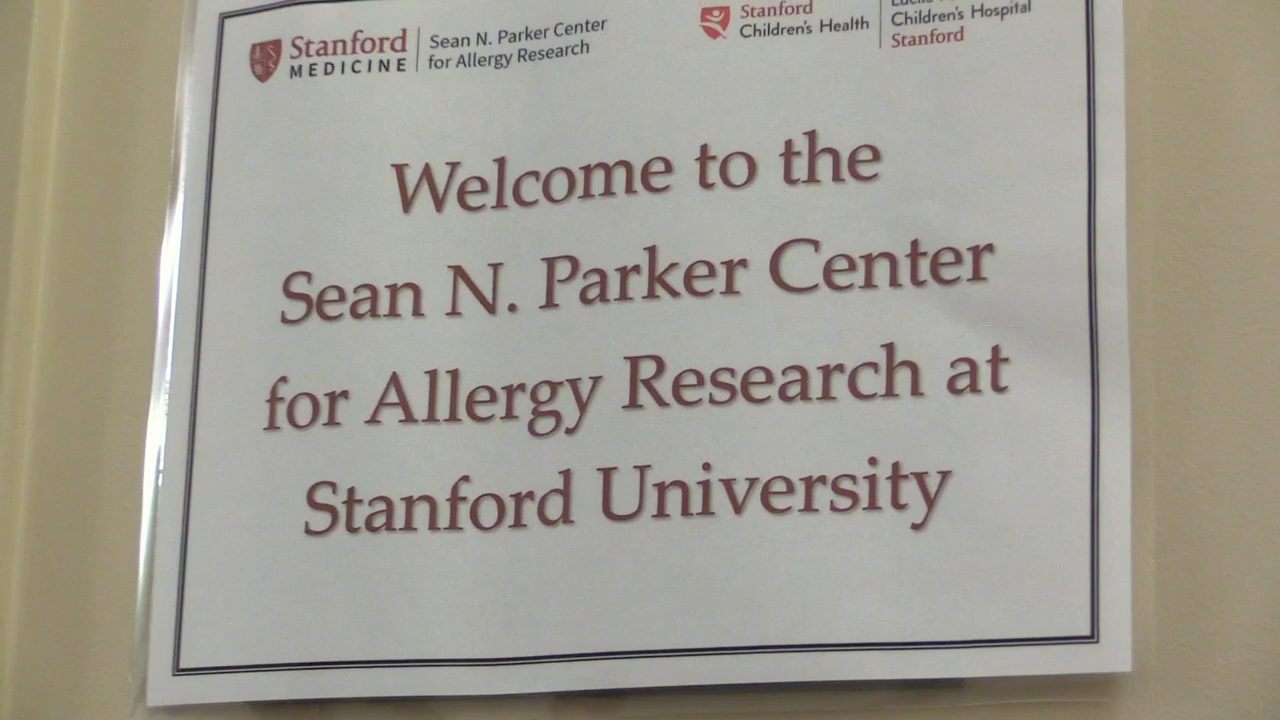 Stanford
MEDICINE
Sean N. Parker Center
for Allergy Research
Stanford
Children's Health
Children's Hospital
Stanford
Welcome to the
Sean N. Parker Center
for Allergy Research at
Stanford University